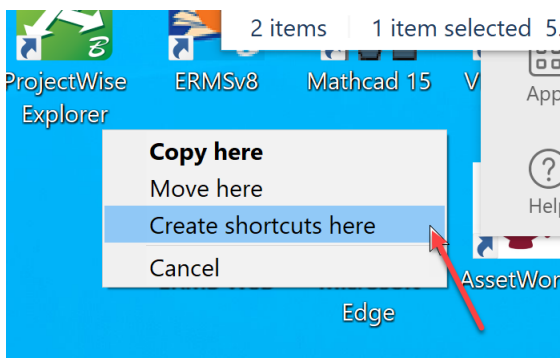 2 items 1 item selected 5
ProjectWise Explorer
ERMSv8
Mathcad 15
V
App
Copy here
Move here
Create shortcuts here
Cancel
Help
AssetWor
Edge